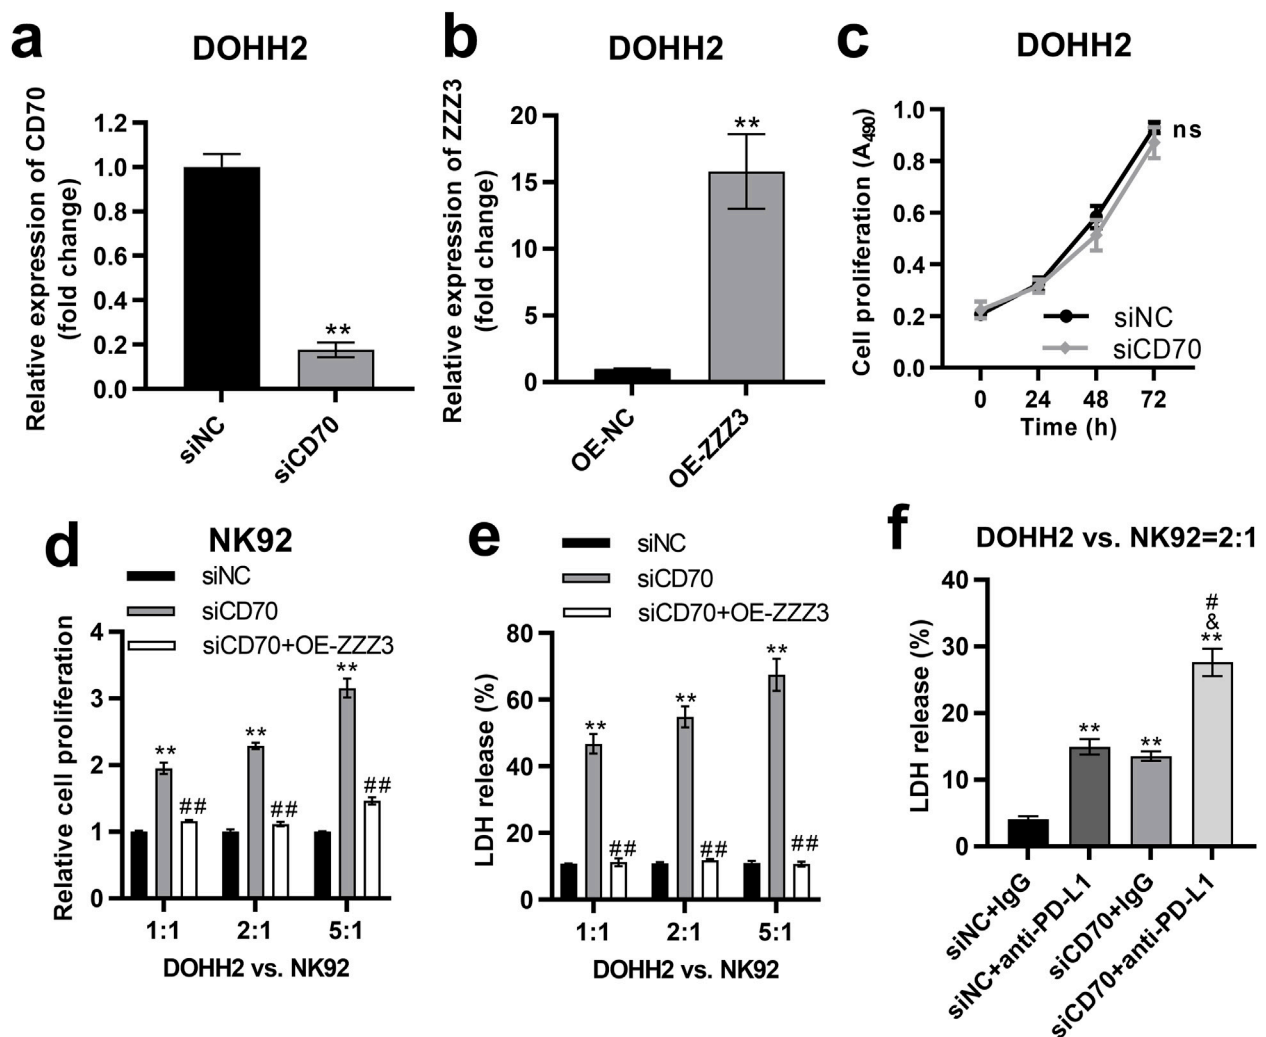 a
DOHH2
Relative expression of CD70
(fold change)
1.2
1.0
0.8
0.6
0.4
0.2
0.0
**
siNC
siCD70
b
DOHH2
Relative expression of ZZZ3
(fold change)
20
15
10
5
0
**
OE-NC
OE-ZZZ3
c
DOHH2
Cell proliferation (A490)
1.0
0.8
0.6
0.4
0.2
0.0
ns
siNC
siCD70
0 24 48 72
Time (h)
d
NK92
siNC
siCD70
siCD70+OE-ZZZ3
Relative cell proliferation
4
3
2
1
0
** ## ** ## ** ##
1:1 2:1 5:1
DOHH2 vs. NK92
e
siNC
siCD70
siCD70+OE-ZZZ3
LDH release (%)
80
60
40
20
0
** ## ** ## ** ##
1:1 2:1 5:1
DOHH2 vs. NK92
f
DOHH2 vs. NK92=2:1
LDH release (%)
40
30
20
10
0
** **
#
&
**
siNC+IgG
siNC+anti-PD-L1
siCD70+IgG
siCD70+anti-PD-L1